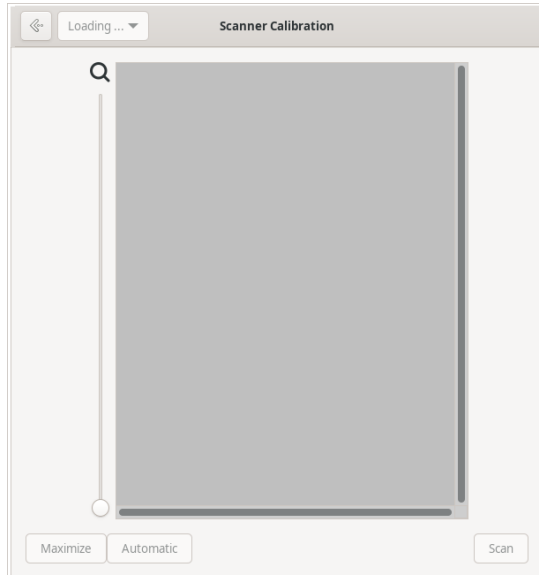 Loading ...
Scanner Calibration
Maximize
Automatic
Scan